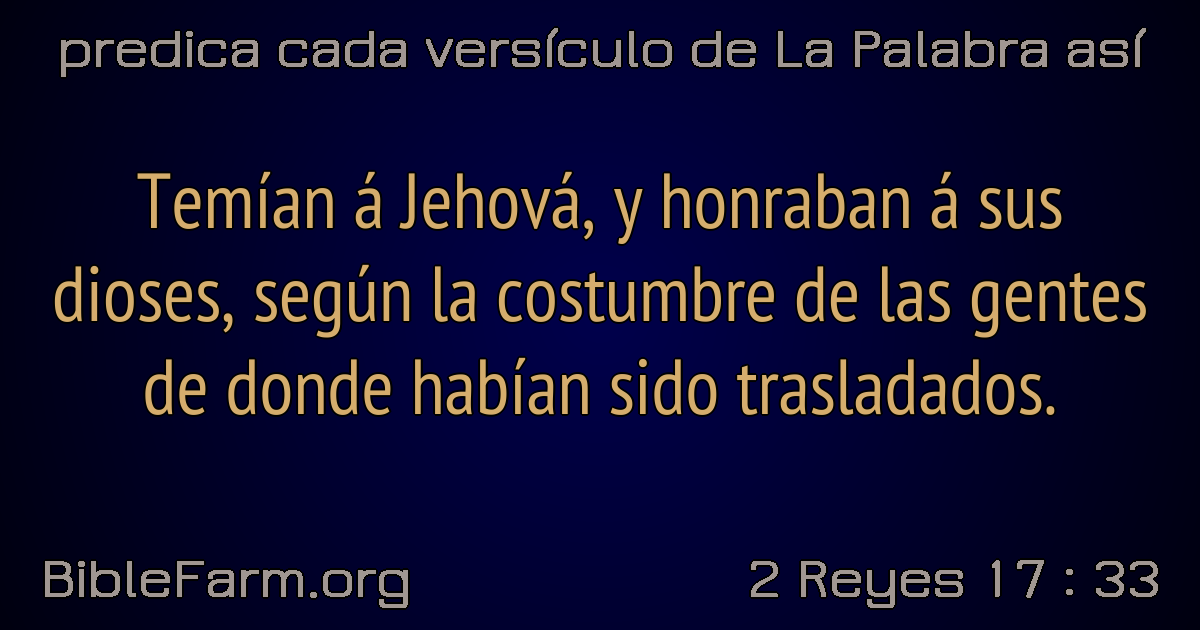 predica cada versículo de La Palabra así
Temían á Jehová, y honraban á sus
dioses, según la costumbre de las gentes
de donde habían sido trasladados.
BibleFarm.org
2 Reyes 17 : 33